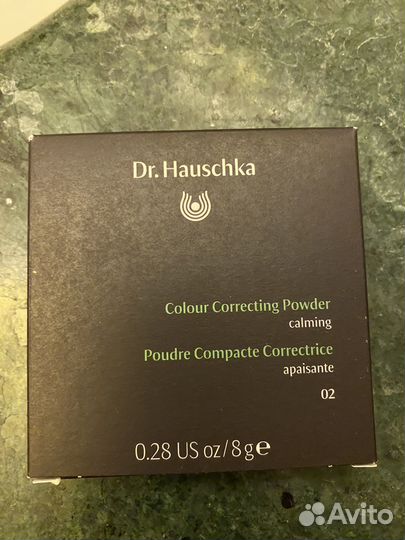 Dr. Hauschka
Colour Correcting Powder
calming
Poudre Compacte Correctrice
apaisante
02
0.28 US oz/8 g℮
Avito